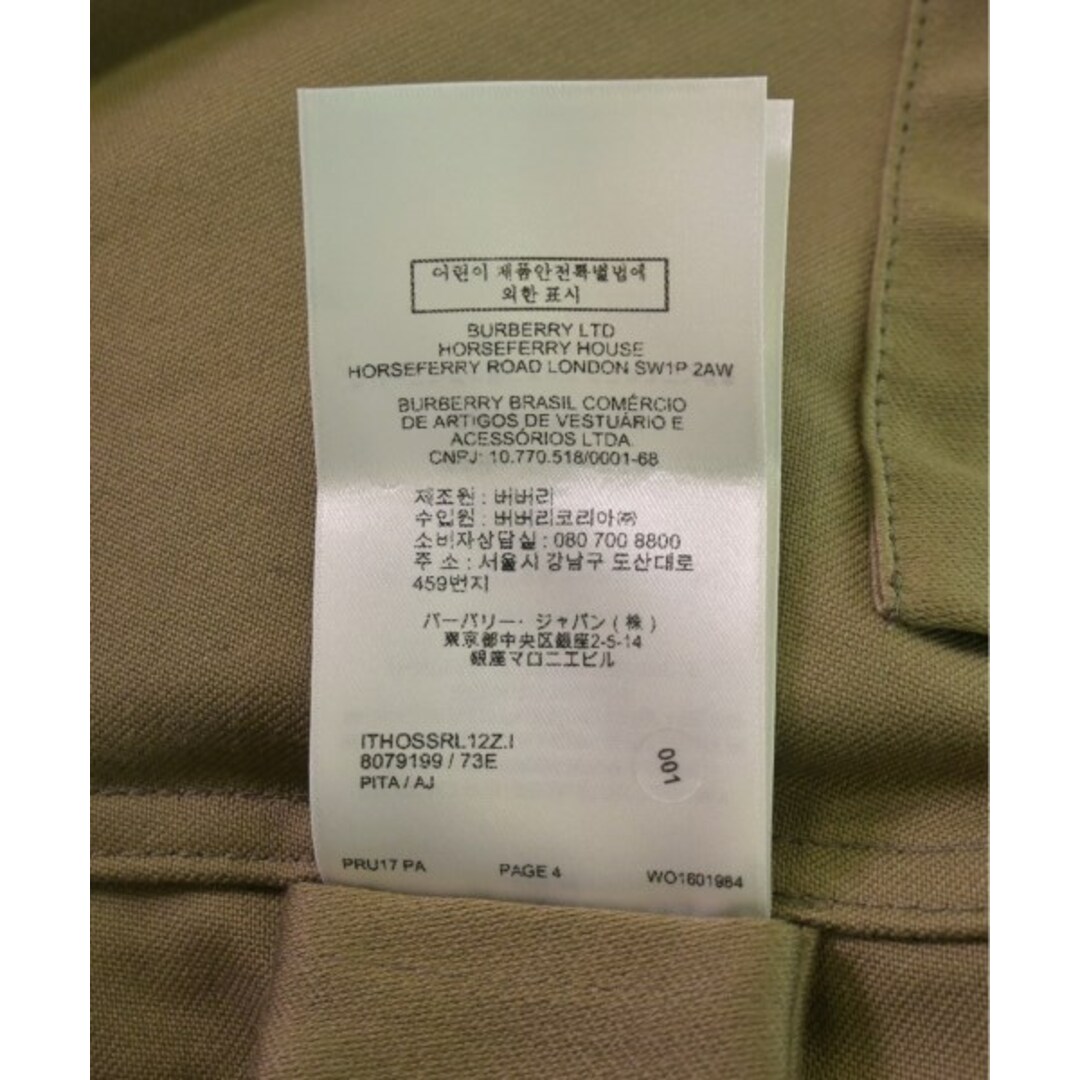 어린이 제품안전특별법에
의한 표시
BURBERRY LTD
HORSEFERRY HOUSE
HORSEFERRY ROAD LONDON SW1P 2AW
BURBERRY BRASIL COMÉRCIO
DE ARTIGOS DE VESTUÁRIO E
ACESSÓRIOS LTDA
CNPJ: 10.770.518/0001-68
제조원 : 버버리
수입원 : 버버리코리아㈜
소비자상담실 : 080 700 8800
주 소 : 서울시 강남구 도산대로
459번지
バーバリー・ジャパン ( 株 )
東京都中央区銀座2-5-14
銀座マロニエビル
ITHOSSRL12Z.I
8079199 / 73E
PITA / AJ
001
PRU17 PA PAGE 4 WO1601984